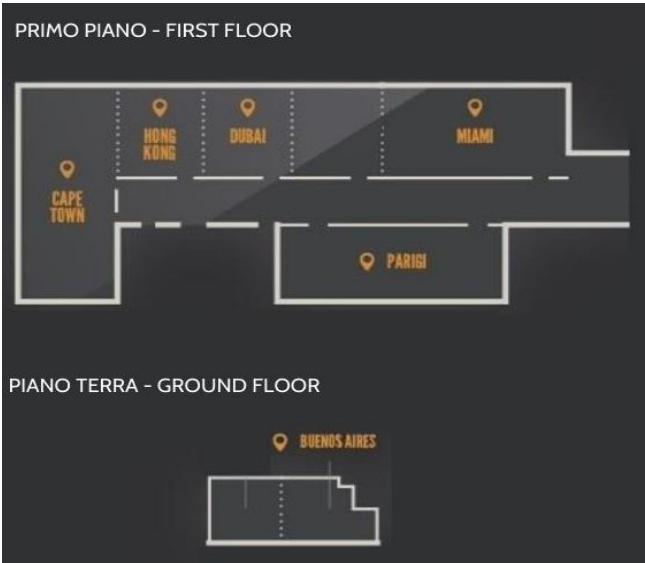 PRIMO PIANO - FIRST FLOOR
HONG
KONG
DUBAI
MIAMI
CAPE
TOWN
PARIGI
PIANO TERRA - GROUND FLOOR
BUENOS AIRES